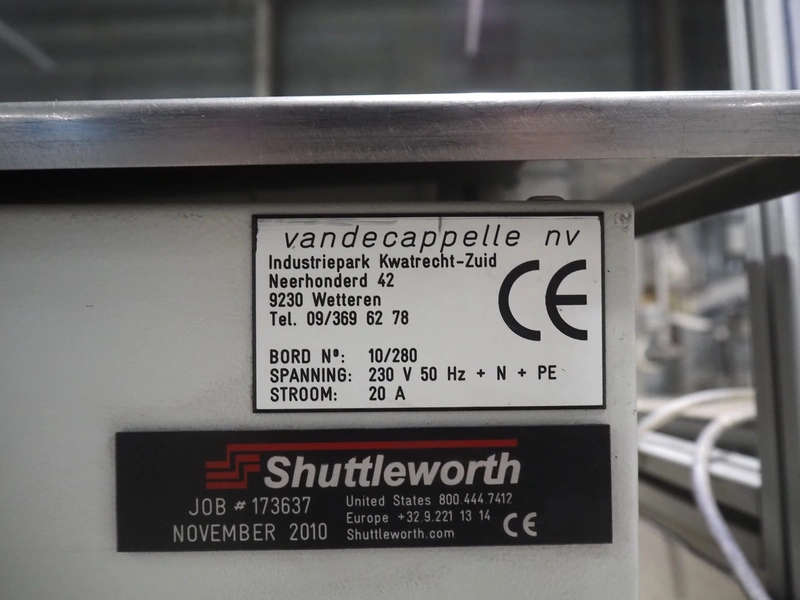 vandecappelle nv
Industriepark Kwatrecht-Zuid
Neerhonderd 42
9230 Wetteren
Tel. 09/369 62 78
CE
BORD Nº: 10/280
SPANNING: 230 V 50 Hz + N + PE
STROOM: 20 A
Shuttleworth
JOB # 173637
NOVEMBER 2010
United States 800.444.7412
Europe +32.9.221 13 14
Shuttleworth.com
CE